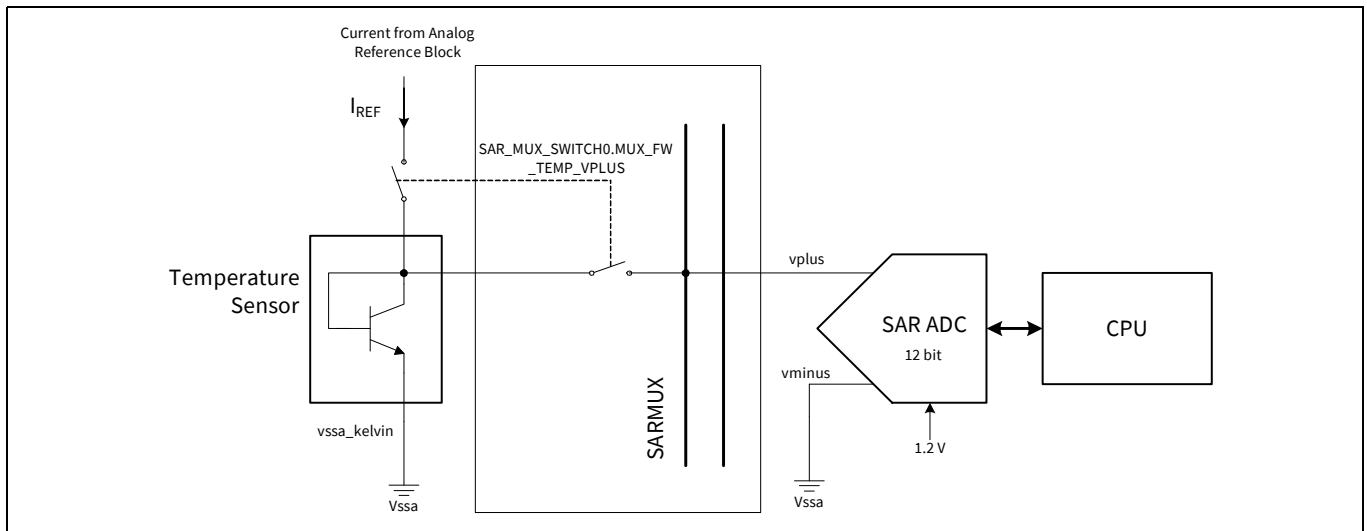 Current from Analog
Reference Block
IREF
SAR_MUX_SWITCH0.MUX_FW
_TEMP_VPLUS
Temperature
Sensor
vplus
SAR ADC
12 bit
CPU
vminus
SARMUX
vssa_kelvin
1.2 V
Vssa
Vssa